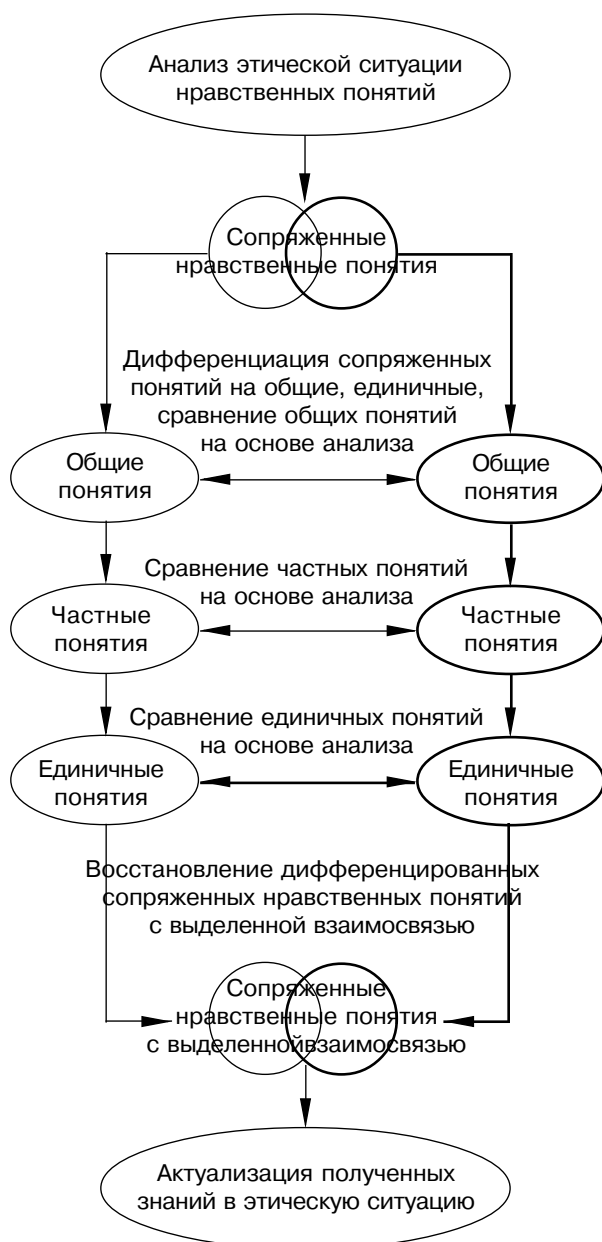 Анализ этической ситуации
нравственных понятий
Сопряженные
нравственные понятия
Дифференциация сопряженных
понятий на общие, единичные,
сравнение общих понятий
на основе анализа
Общие
понятия
Общие
понятия
Сравнение частных понятий
на основе анализа
Частные
понятия
Частные
понятия
Сравнение единичных понятий
на основе анализа
Единичные
понятия
Единичные
понятия
Восстановление дифференцированных
сопряженных нравственных понятий
с выделенной взаимосвязью
Сопряженные
нравственные понятия
с выделеннойвзаимосвязью
Актуализация полученных
знаний в этическую ситуацию